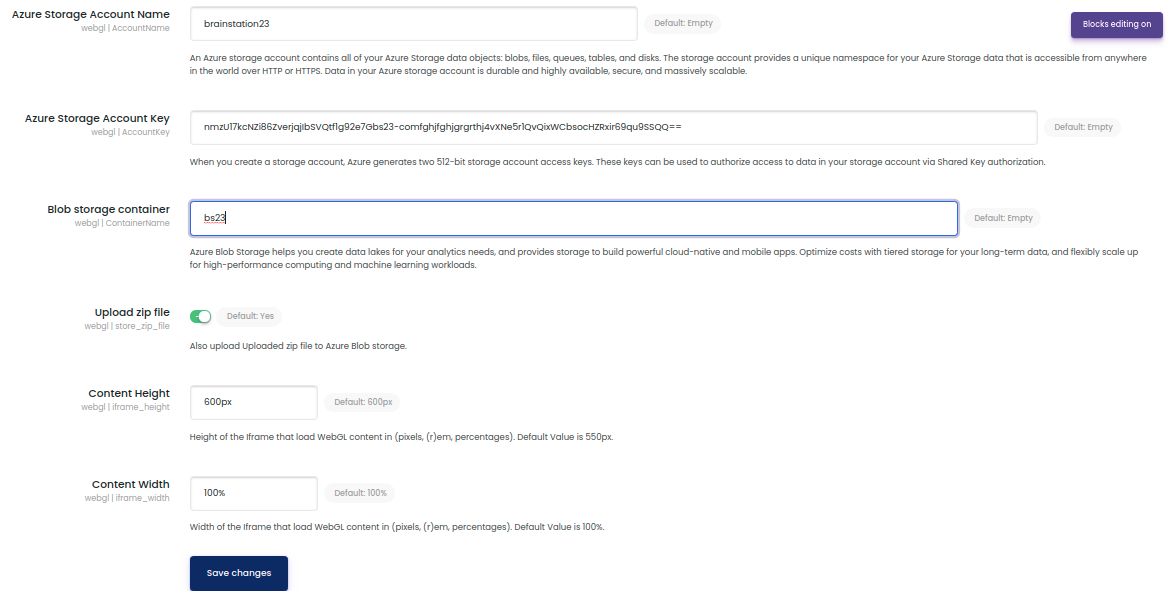 Azure Storage Account Name
webgl | AccountName
brainstation23
Default: Empty
Blocks editing on
An Azure storage account contains all of your Azure Storage data objects: blobs, files, queues, tables, and disks. The storage account provides a unique namespace for your Azure Storage data that is accessible from anywhere
in the world over HTTP or HTTPS. Data in your Azure storage account is durable and highly available, secure, and massively scalable.
Azure Storage Account Key
webgl | AccountKey
Default: Empty
When you create a storage account, Azure generates two 512-bit storage account access keys. These keys can be used to authorize access to data in your storage account via Shared Key authorization.
Blob storage container
webgl | ContainerName
bs23
Default: Empty
Azure Blob Storage helps you create data lakes for your analytics needs, and provides storage to build powerful cloud-native and mobile apps. Optimize costs with tiered storage for your long-term data, and flexibly scale up
for high-performance computing and machine learning workloads.
Upload zip file
webgl | store_zip_file
Default: Yes
Also upload Uploaded zip file to Azure Blob storage.
Content Height
webgl | iframe_height
600px
Default: 600px
Height of the Iframe that load WebGL content in (pixels, (r)em, percentages). Default Value is 550px.
Content Width
webgl | iframe_width
100%
Default: 100%
Width of the Iframe that load WebGL content in (pixels, (r)em, percentages). Default Value is 100%.
Save changes